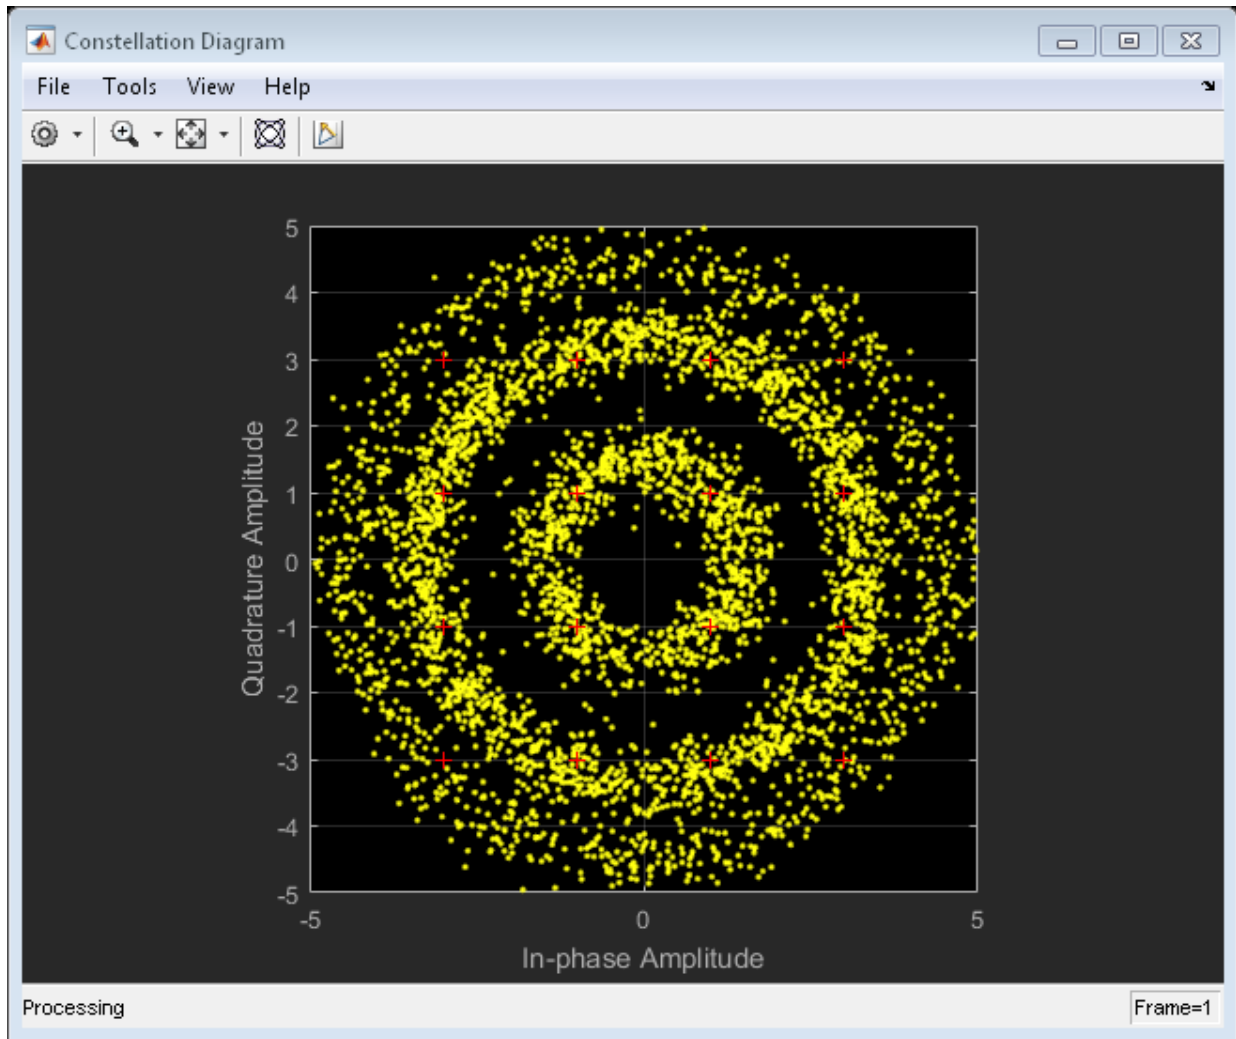 Constellation Diagram
File Tools View Help
5
4
3
2
1
0
-1
-2
-3
-4
-5
Quadrature Amplitude
-5 0 5
In-phase Amplitude
Processing Frame=1